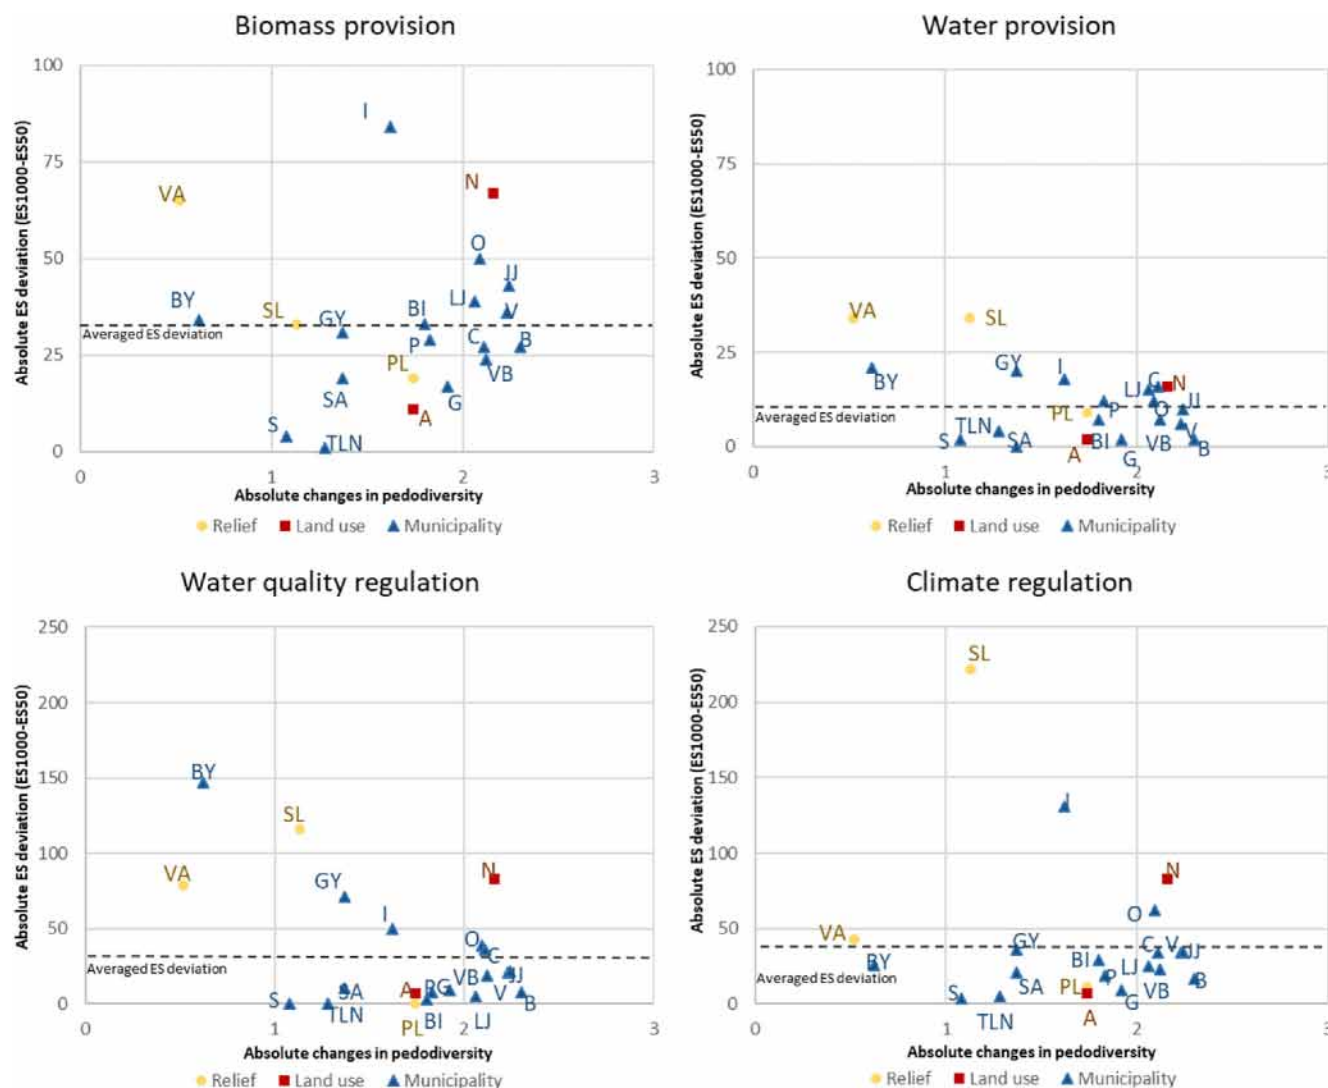 Biomass provision
Absolute ES deviation (ES1000-ES50)
100
75
50
25
0
I
VA
N
O
JJ
BY
SL
GY
BI
LJ
V
Averaged ES deviation
P
C
B
PL
VB
SA
G
A
S
TLN
0 1 2 3
Absolute changes in pedodiversity
Relief Land use Municipality
Water provision
Absolute ES deviation (ES1000-ES50)
100
75
50
25
0
VA
SL
BY
GY
I
LJ
C
N
Averaged ES deviation
PL
P
O
JJ
TLN
S
SA
BI
VB
V
B
A
G
0 1 2 3
Absolute changes in pedodiversity
Relief Land use Municipality
Water quality regulation
Absolute ES deviation (ES1000-ES50)
250
200
150
100
50
0
BY
SL
VA
GY
N
I
O
C
Averaged ES deviation
VB
JJ
S
SA
A
PG
V
B
TLN
PL
BI
LJ
0 1 2 3
Absolute changes in pedodiversity
Relief Land use Municipality
Climate regulation
Absolute ES deviation (ES1000-ES50)
250
200
150
100
50
0
SL
I
N
O
VA
GY
C
V
JJ
BY
BI
LJ
Averaged ES deviation
P
B
S
SA
PL
VB
TLN
A
G
0 1 2 3
Absolute changes in pedodiversity
Relief Land use Municipality